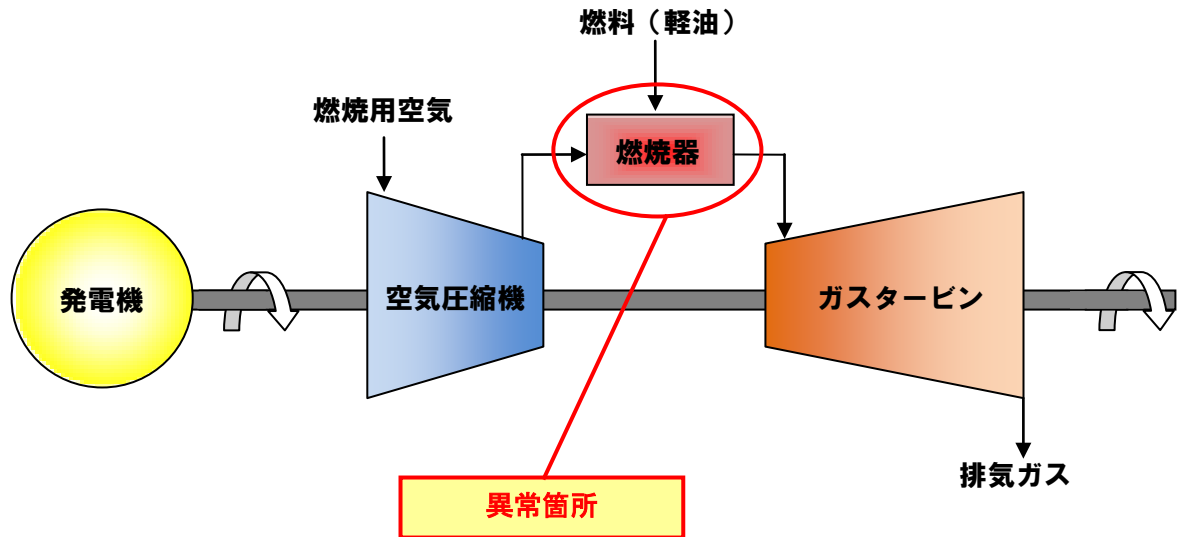 燃料（軽油）
燃焼用空気
燃焼器
発電機
空気圧縮機
ガスタービン
排気ガス
異常箇所